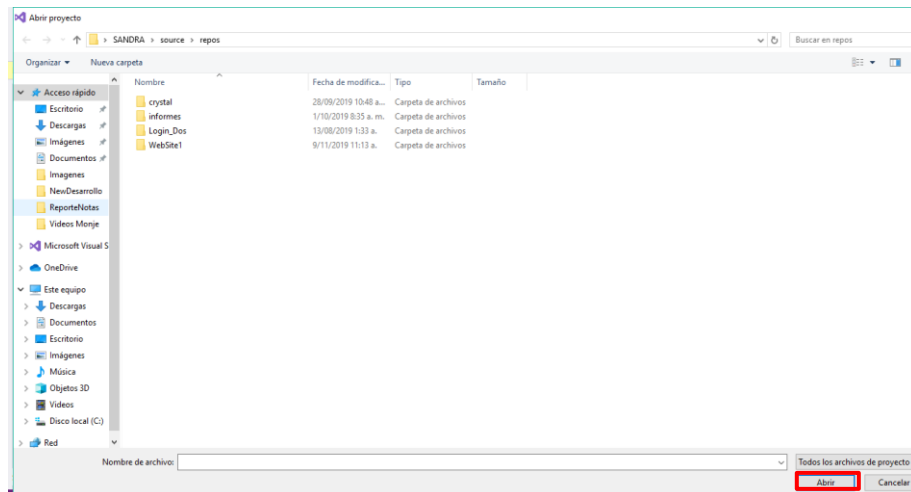 Abrir proyecto
SANDRA > source > repos
Buscar en repos
Organizar
Nueva carpeta
Nombre Fecha de modifica... Tipo Tamaño
crystal 28/09/2019 10:48 a... Carpeta de archivos
informes 1/10/2019 8:35 a. m. Carpeta de archivos
Login_Dos 13/08/2019 1:33 a. Carpeta de archivos
WebSite1 9/11/2019 11:13 a. Carpeta de archivos
Acceso rápido
Escritorio
Descargas
Imágenes
Documentos
Imagenes
NewDesarrollo
ReporteNotas
Videos Monje
Microsoft Visual S
OneDrive
Este equipo
Descargas
Documentos
Escritorio
Imágenes
Música
Objetos 3D
Videos
Disco local (C:)
Red
Nombre de archivo:
Todos los archivos de proyecto
Abrir
Cancelar